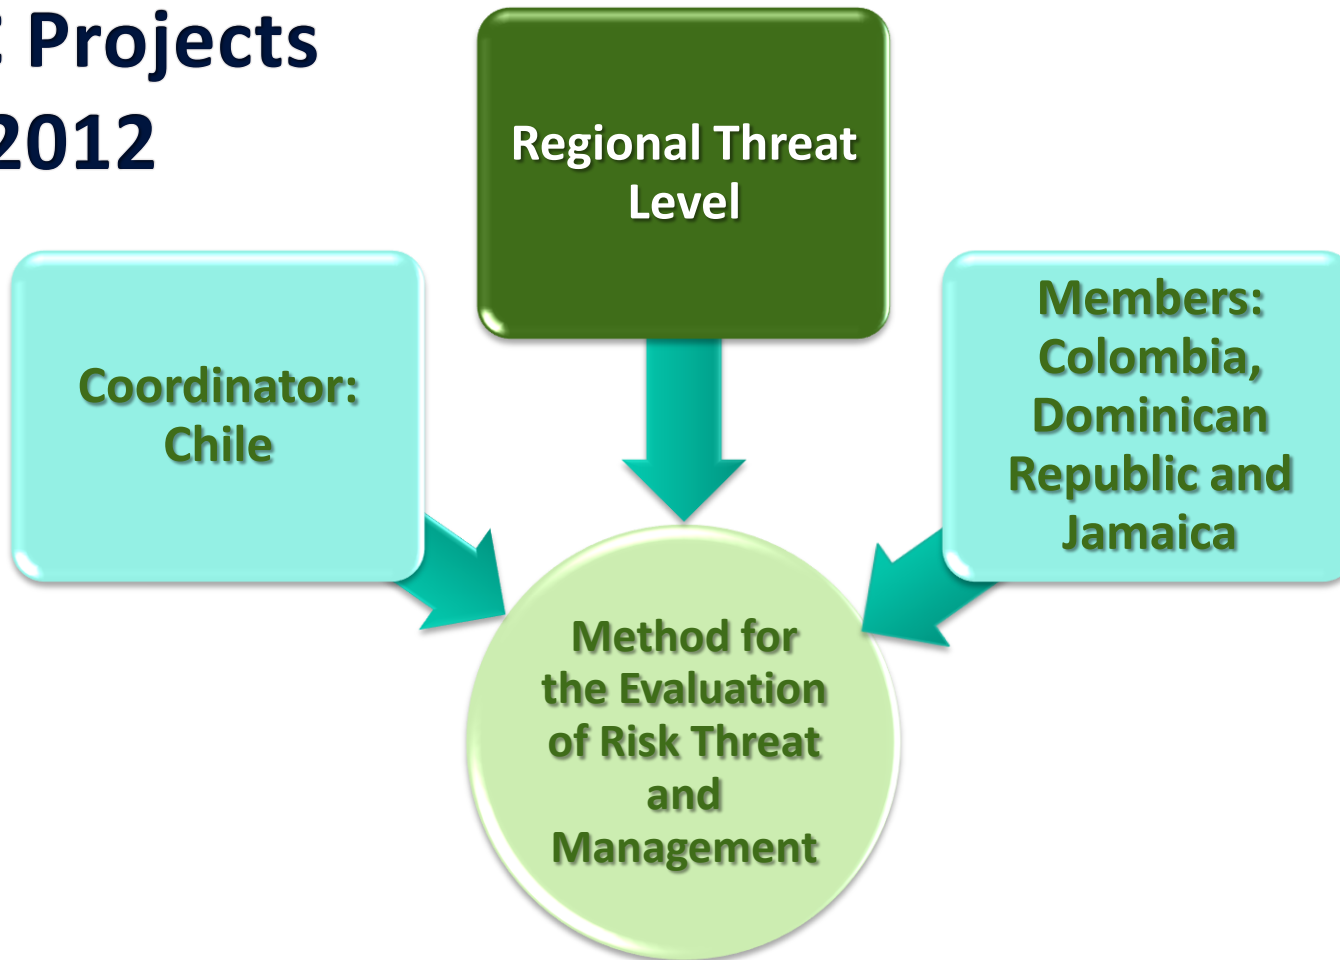 Projects
2012
Regional Threat
Level
Coordinator:
Chile
Members:
Colombia,
Dominican
Republic and
Jamaica
Method for
the Evaluation
of Risk Threat
and
Management